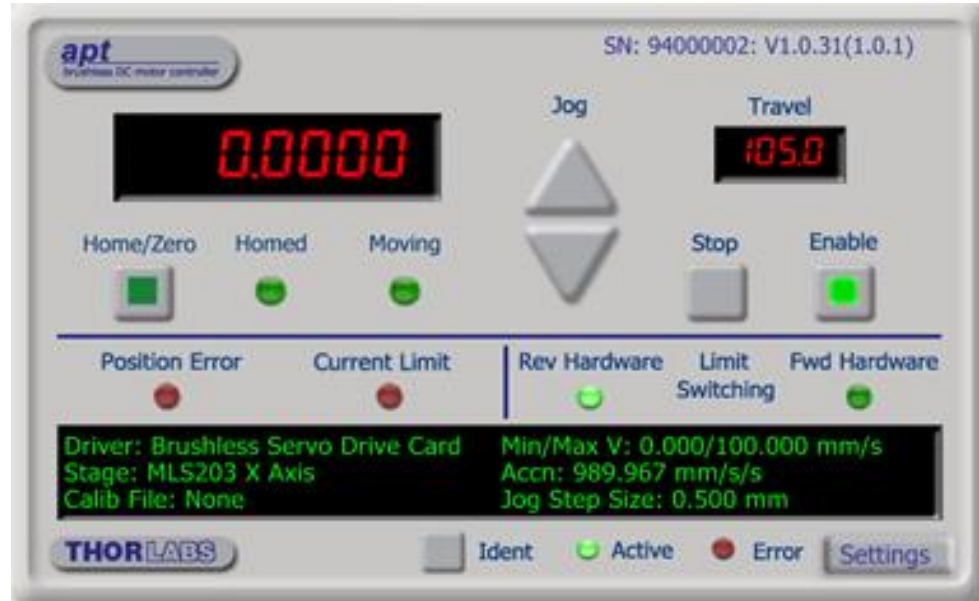 apt
brushless DC motor controller
SN: 94000002: V1.0.31(1.0.1)
Jog
Travel
0.0000
105.0
Home/Zero Homed Moving
Stop Enable
Position Error Current Limit
Rev Hardware Limit Switching Fwd Hardware
Driver: Brushless Servo Drive Card
Stage: MLS203 X Axis
Calib File: None
Min/Max V: 0.000/100.000 mm/s
Accn: 989.967 mm/s/s
Jog Step Size: 0.500 mm
THORLABS
Ident Active Error Settings